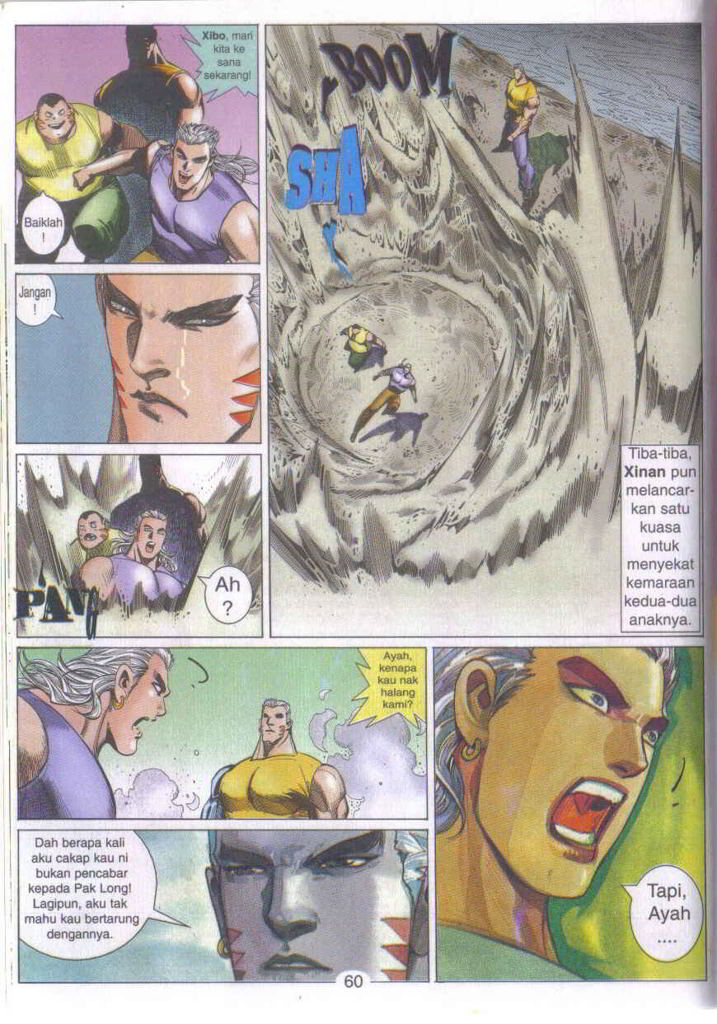 Xibo, mari
kita ke
sana
sekarang!
Baiklah
!
BOOM
SHA
Jangan
!
Tiba-tiba,
Xinan pun
melancar-
kan satu
kuasa
untuk
menyekat
kemaraan
kedua-dua
anaknya.
Ah
?
Ayah,
kenapa
kau nak
halang
kami?
Dah berapa kali
aku cakap kau ni
bukan pencabar
kepada Pak Long!
Lagipun, aku tak
mahu kau bertarung
dengannya.
Tapi,
Ayah
....
60